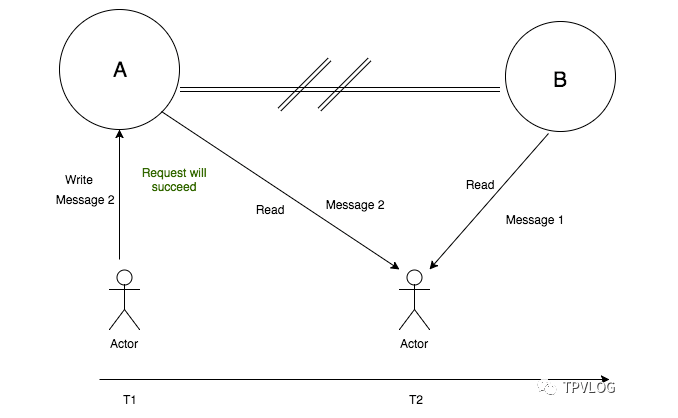 A
B
Write
Message 2
Request will
succeed
Read
Message 2
Read
Message 1
Actor
Actor
T1
T2
TPVLOG